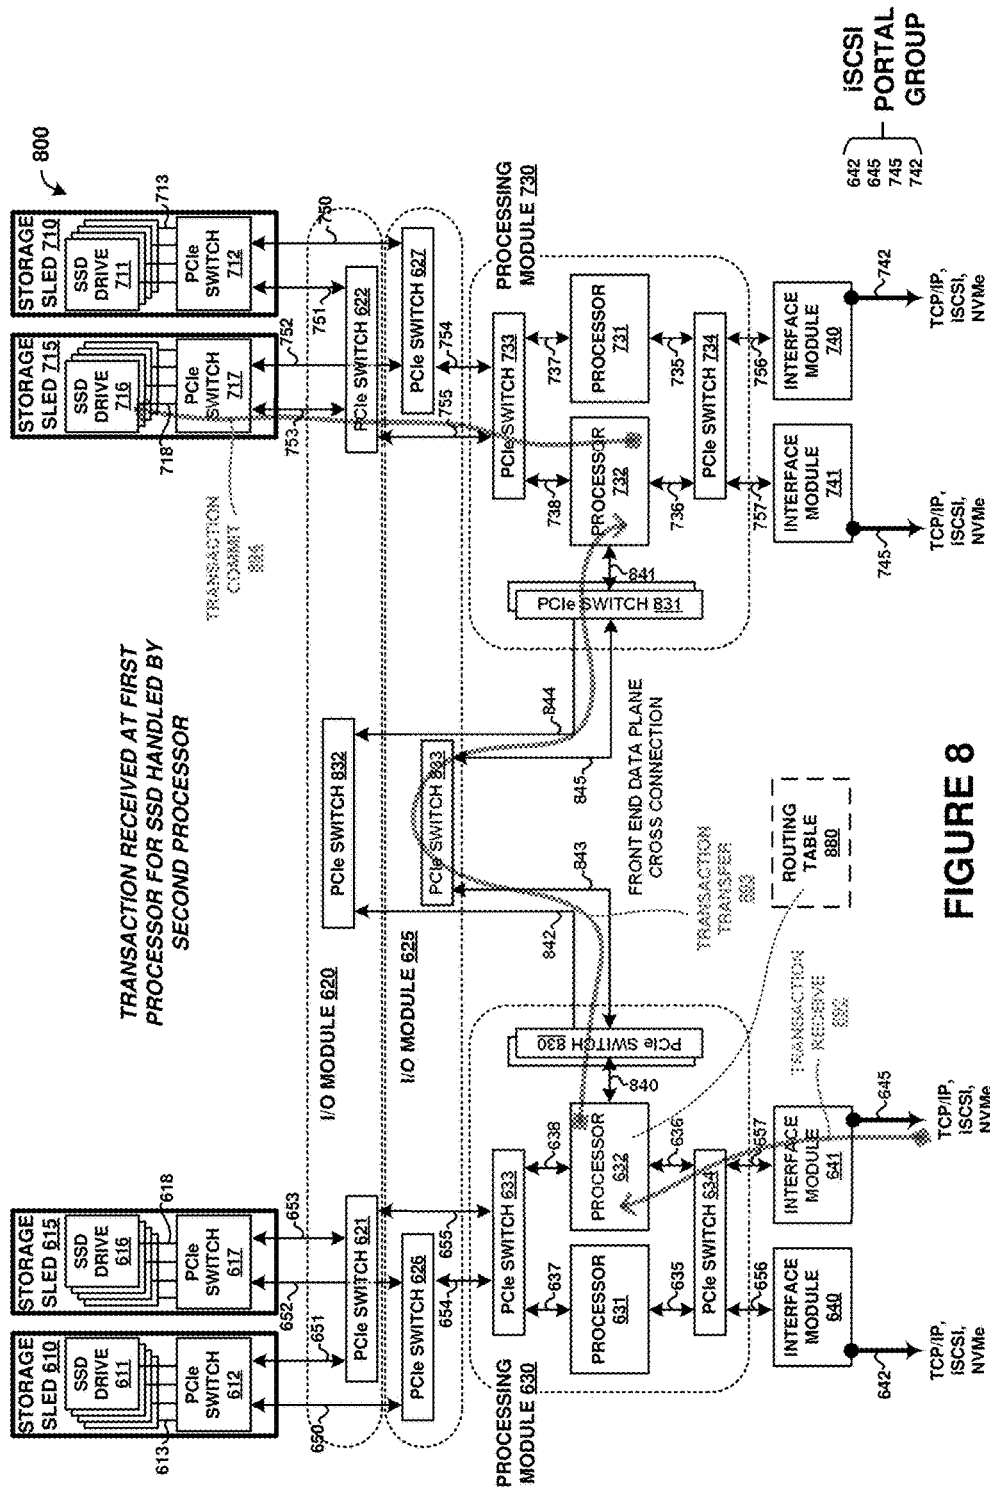 800
TRANSACTION RECEIVED AT FIRST
PROCESSOR FOR SSD HANDLED BY
SECOND PROCESSOR
STORAGE
SLED 610
SSD
DRIVE
611
PCIe
SWITCH
612
613
STORAGE
SLED 615
SSD
DRIVE
616
PCIe
SWITCH
617
618
STORAGE
SLED 715
SSD
DRIVE
716
PCIe
SWITCH
717
718
STORAGE
SLED 710
SSD
DRIVE
711
PCIe
SWITCH
712
713
TRANSACTION
COMMIT
650
651
652
653
753
752
751
750
I/O MODULE 620
PCIe SWITCH 621
PCIe SWITCH 832
PCIe SWITCH 622
I/O MODULE 625
PCIe SWITCH 626
PCIe SWITCH 833
PCIe SWITCH 627
654
655
842
843
845
844
755
754
PROCESSING
MODULE 630
PCIe SWITCH 633
637
638
PROCESSOR
631
PROCESSOR
632
840
PCIe SWITCH 830
635
636
PCIe SWITCH 634
656
657
INTERFACE
MODULE
640
INTERFACE
MODULE
641
642
645
TCP/IP,
iSCSI,
NVMe
TCP/IP,
iSCSI,
NVMe
TRANSACTION
RECEIVE
FRONT END DATA PLANE
CROSS CONNECTION
TRANSACTION
TRANSFER
ROUTING
TABLE
880
PROCESSING
MODULE 730
PCIe SWITCH 733
738
737
PCIe SWITCH 831
841
PROCESSOR
732
PROCESSOR
731
736
735
PCIe SWITCH 734
757
756
INTERFACE
MODULE
741
INTERFACE
MODULE
740
745
742
TCP/IP,
iSCSI,
NVMe
TCP/IP,
iSCSI,
NVMe
642
645
745
742
iSCSI
PORTAL
GROUP
FIGURE 8